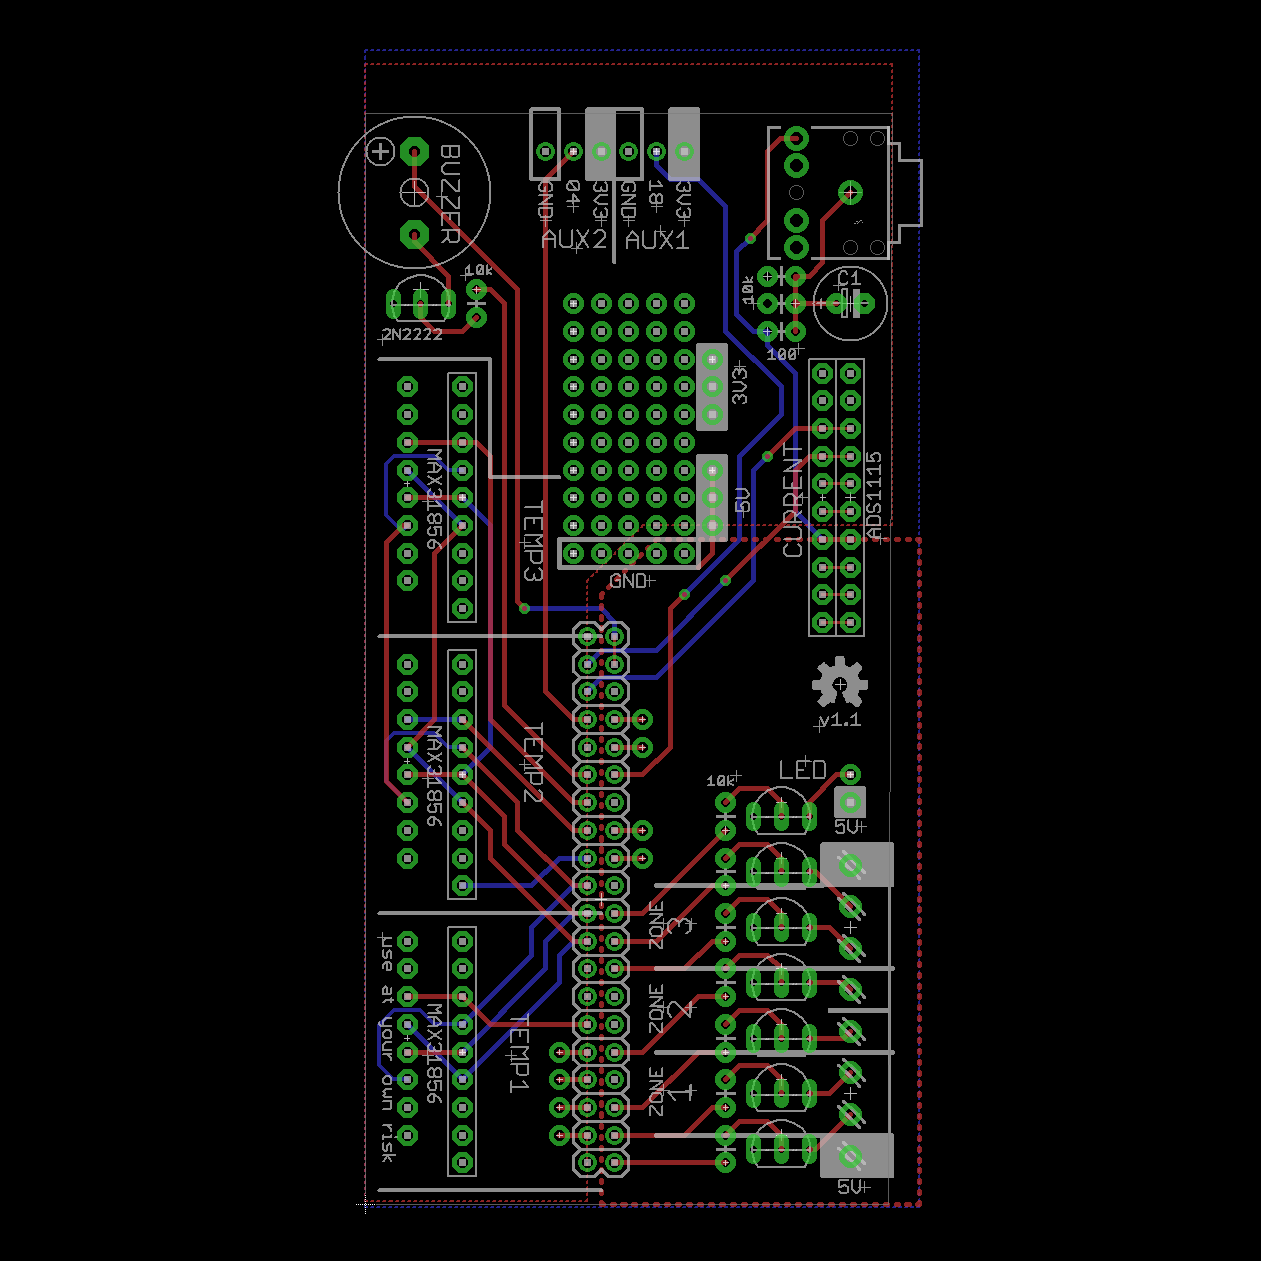 BUZZER
GND
04
3V3
GND
18
3V3
AUX2
AUX1
10k
2N2222
10k
C1
100
3V3
MAX31856
TEMP3
5V
CURRENT
ADS1115
GND
v1.1
MAX31856
TEMP2
LED
10k
5V
ZONE
3
ZONE
2
ZONE
1
MAX31856
TEMP1
use at your own risk
5V